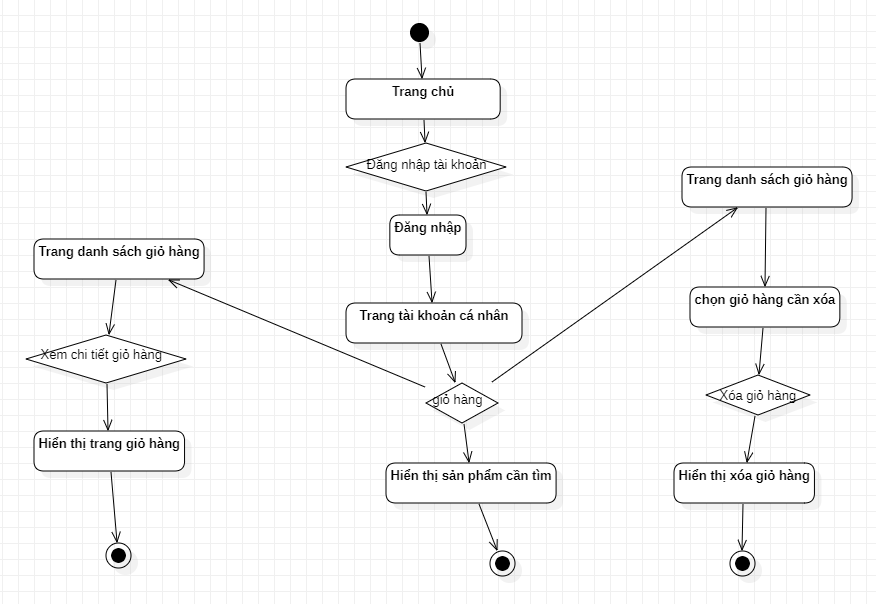 Trang chủ
Đăng nhập tài khoản
Trang danh sách giỏ hàng
Đăng nhập
Trang danh sách giỏ hàng
chọn giỏ hàng cần xóa
Trang tài khoản cá nhân
Xem chi tiết giỏ hàng
Xóa giỏ hàng
giỏ hàng
Hiển thị trang giỏ hàng
Hiển thị sản phẩm cần tìm
Hiển thị xóa giỏ hàng